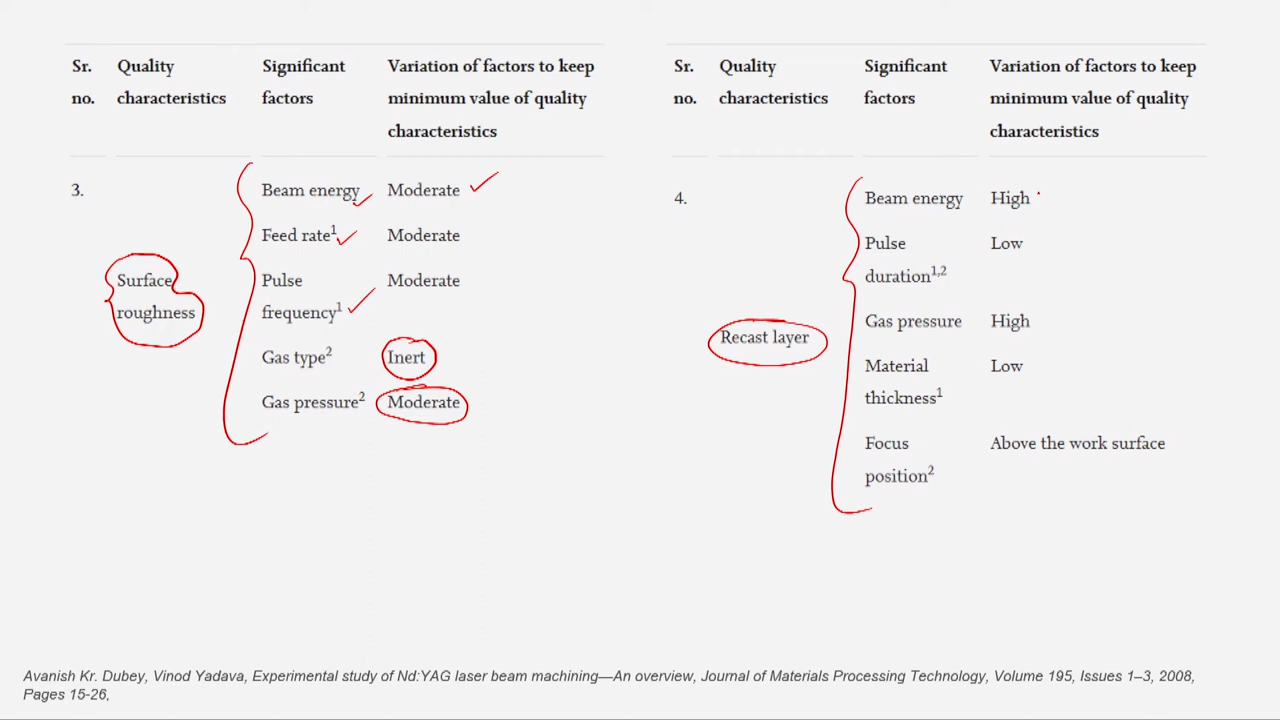 Sr. Quality Significant Variation of factors to keep
no. characteristics factors minimum value of quality
characteristics
3. Beam energy Moderate
Feed rate1 Moderate
Surface Pulse Moderate
roughness frequency1
Gas type2 Inert
Gas pressure2 Moderate
Sr. Quality Significant Variation of factors to keep
no. characteristics factors minimum value of quality
characteristics
4. Beam energy High
Pulse Low
duration1,2
Gas pressure High
Recast layer
Material Low
thickness1
Focus Above the work surface
position2
Avanish Kr. Dubey, Vinod Yadava, Experimental study of Nd:YAG laser beam machining—An overview, Journal of Materials Processing Technology, Volume 195, Issues 1–3, 2008,
Pages 15-26,